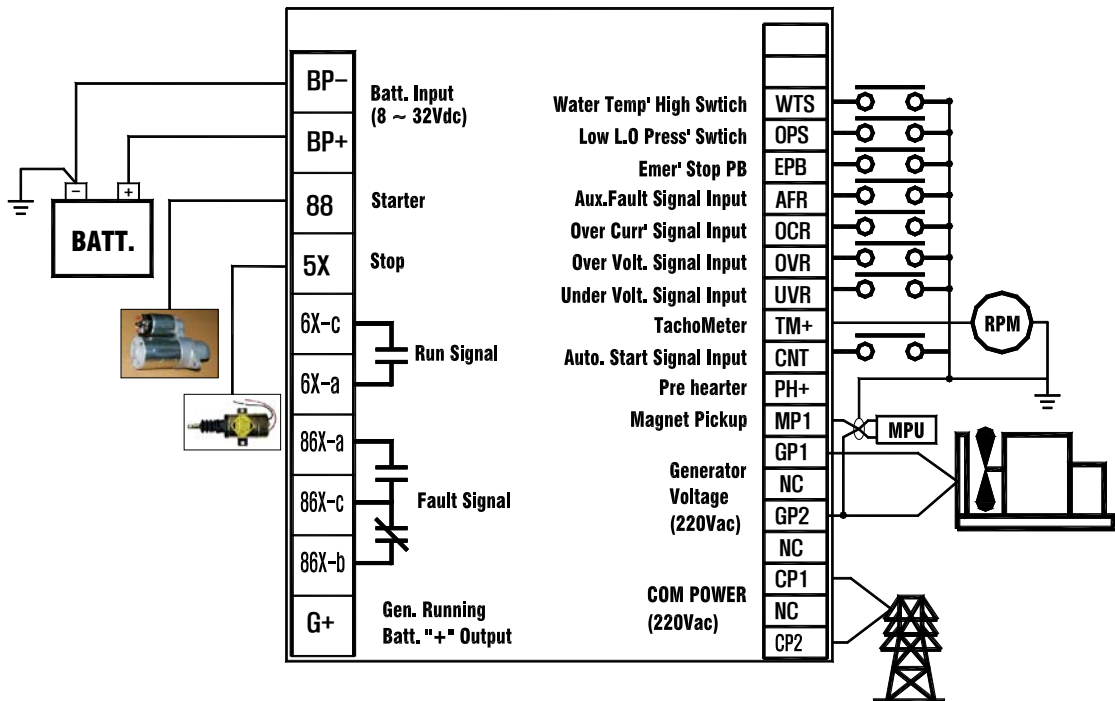 BP−
BP+
88
5X
6X-c
6X-a
86X-a
86X-c
86X-b
G+
Batt. Input
(8 ~ 32Vdc)
Starter
Stop
Run Signal
Fault Signal
Gen. Running
Batt. "+" Output
− +
BATT.
Water Temp' High Swtich
Low L.O Press' Swtich
Emer' Stop PB
Aux.Fault Signal Input
Over Curr' Signal Input
Over Volt. Signal Input
Under Volt. Signal Input
TachoMeter
Auto. Start Signal Input
Pre hearter
Magnet Pickup
Generator
Voltage
(220Vac)
COM POWER
(220Vac)
WTS
OPS
EPB
AFR
OCR
OVR
UVR
TM+
CNT
PH+
MP1
GP1
NC
GP2
NC
CP1
NC
CP2
RPM
MPU